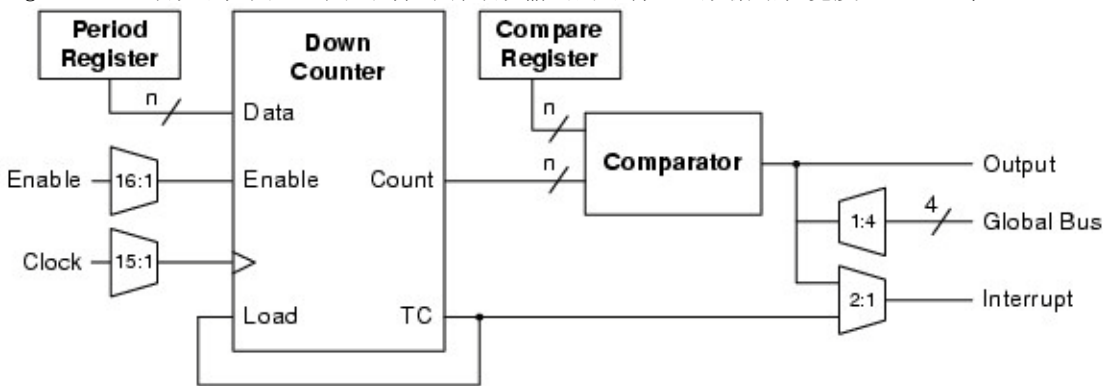 Period
Register
Down
Counter
Compare
Register
n
Data
n
Enable
16:1
Enable
Count
n
Comparator
Output
1:4
4
Global Bus
Clock
15:1
Load
TC
2:1
Interrupt